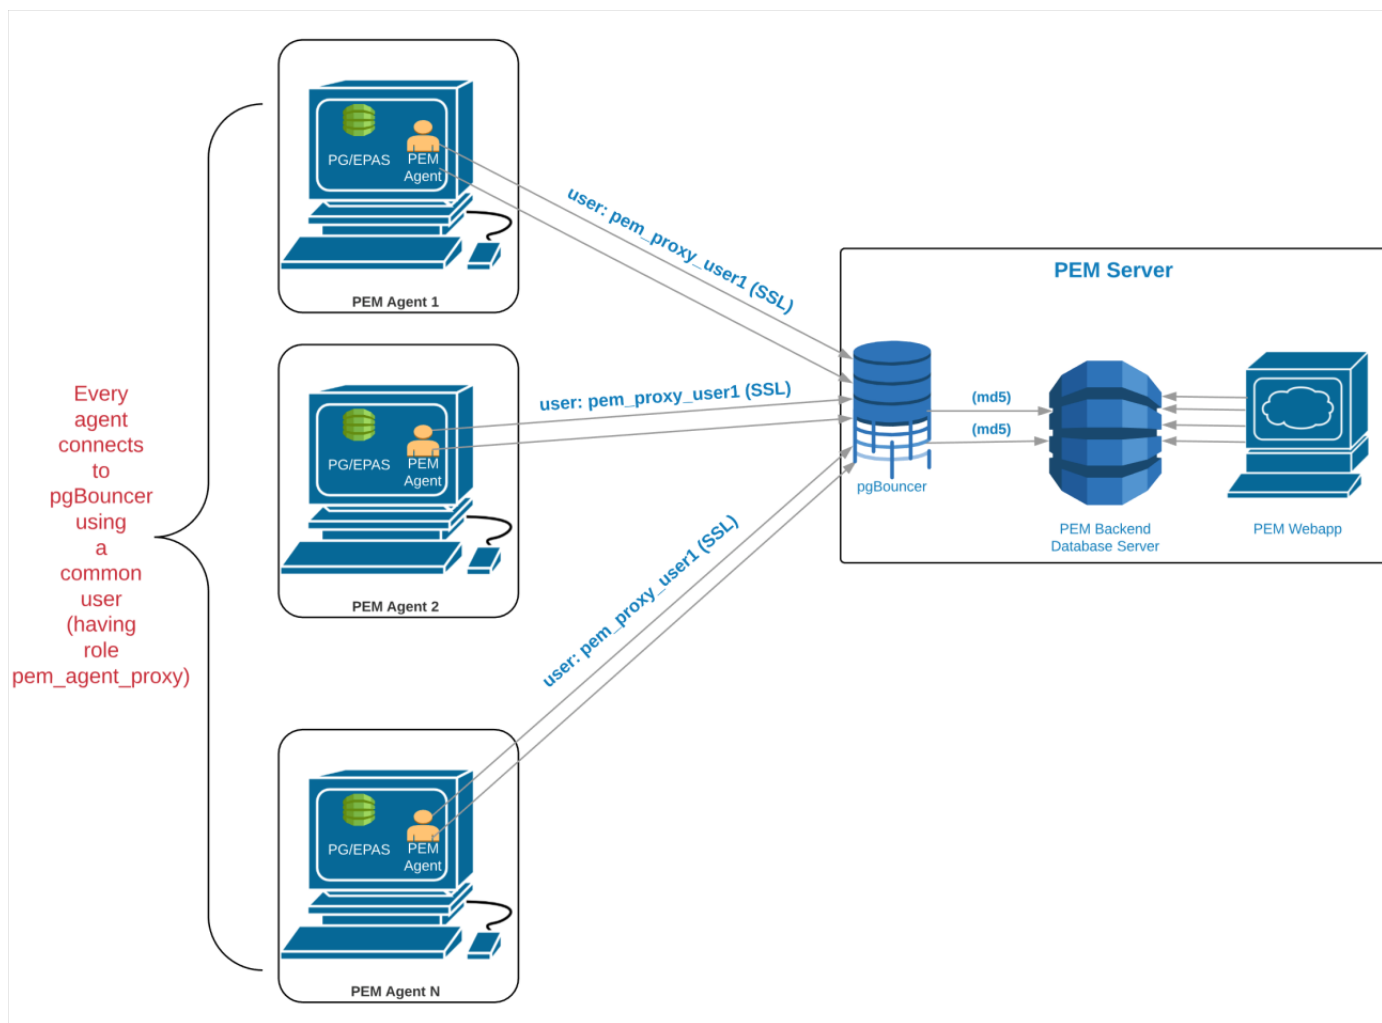 PG/EPAS
PEM
Agent
PEM Agent 1
user: pem_proxy_user1 (SSL)
Every
agent
connects
to
pgBouncer
using
a
common
user
(having
role
pem_agent_proxy)
PG/EPAS
PEM
Agent
PEM Agent 2
user: pem_proxy_user1 (SSL)
PG/EPAS
PEM
Agent
PEM Agent N
user: pem_proxy_user1 (SSL)
PEM Server
pgBouncer
(md5)
(md5)
PEM Backend
Database Server
PEM Webapp